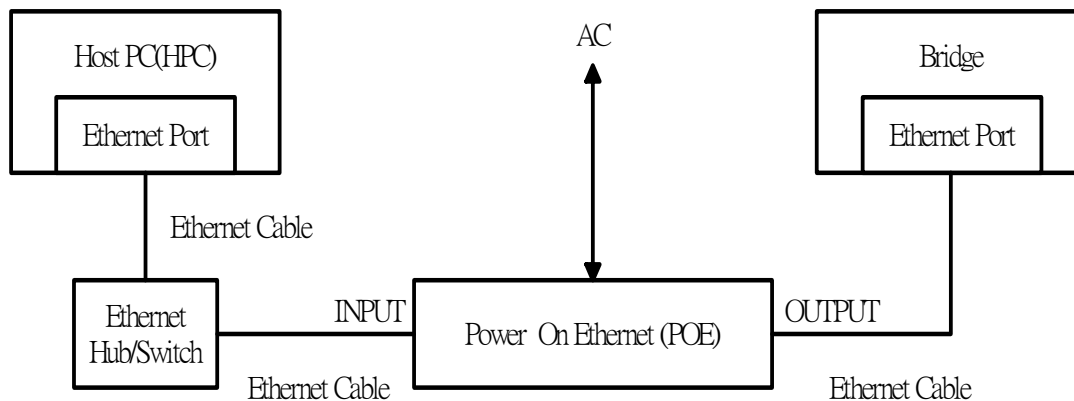 Host PC(HPC)
Ethernet Port
AC
Bridge
Ethernet Port
Ethernet Cable
Ethernet
Hub/Switch
INPUT
Power On Ethernet (POE)
OUTPUT
Ethernet Cable
Ethernet Cable